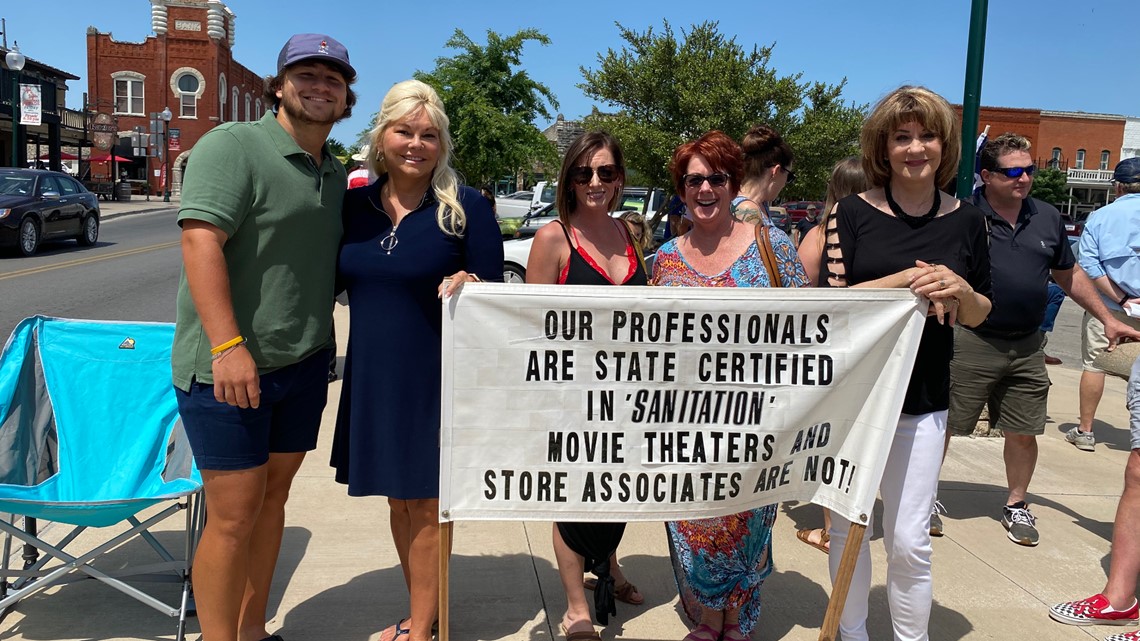 OUR PROFESSIONALS
ARE STATE CERTIFIED
IN 'SANITATION'
MOVIE THEATERS AND
STORE ASSOCIATES ARE NOT!